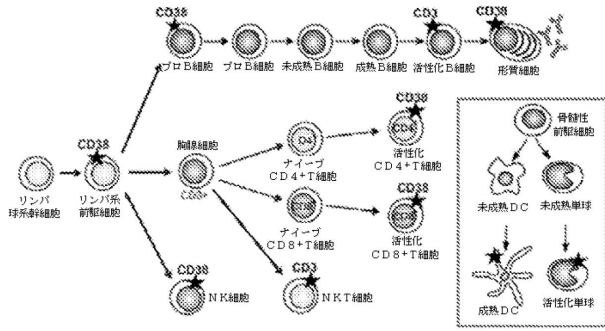 CD38
プロB細胞
プロB細胞
未成熟B細胞
成熟B細胞
CD3
活性化B細胞
CD38
形質細胞
リンパ
球系幹細胞
CD38
リンパ系
前駆細胞
胸腺細胞
CD4
ナイーブ
CD4+T細胞
CD38
CD4
活性化
CD4+T細胞
CD8
ナイーブ
CD8+T細胞
CD38
CD8
活性化
CD8+T細胞
CD38
NK細胞
CD3
NKT細胞
骨髄性
前駆細胞
未成熟DC
未成熟単球
成熟DC
活性化単球